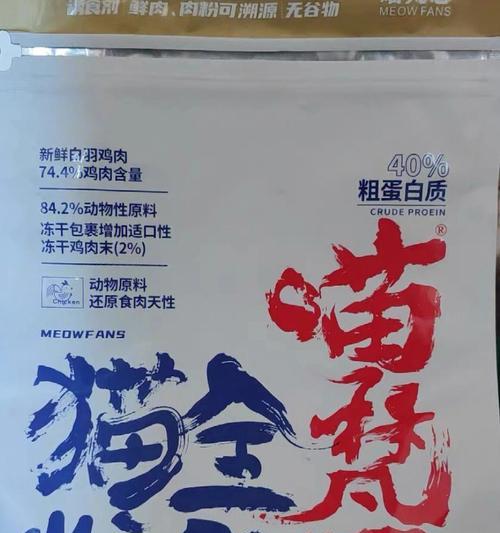 诱食剂 鲜肉、肉粉可溯源 无谷物
MEOW FANS
新鲜白羽鸡肉
74.4%鸡肉含量
84.2%动物性原料
冻干包裹增加适口性
冻干鸡肉末(2%)
Chicken
动物原料
还原食肉天性
MEOWFANS
40%
粗蛋白质
CRUDE PROEIN
®
喵
梵
猫全